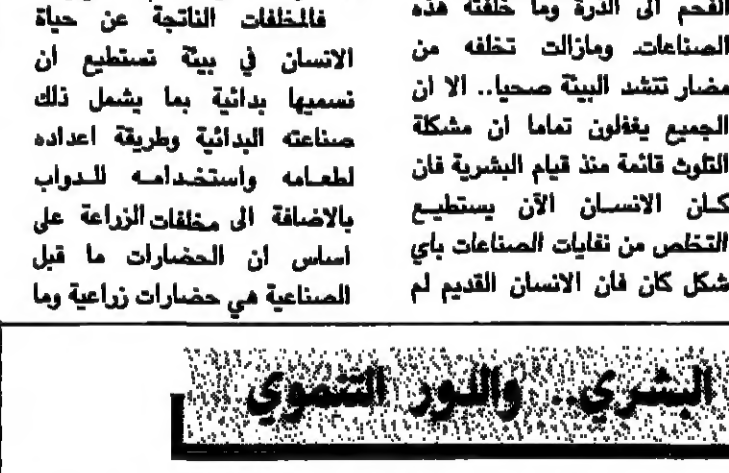 الفحم الى الذرة وما خلفته هذه
الصناعات. ومازالت تخلفه من
مضار تنشد البيئة صحيا.. الا ان
الجميع يغفلون تماما ان مشكلة
التلوث قائمة منذ قيام البشرية فان
كان الانسان الآن يستطيع
التخلص من نفايات الصناعات باي
شكل كان فان الانسان القديم لم
فالمخلفات الناتجة عن حياة
الانسان في بيئة نستطيع ان
نسميها بدائية بما يشمل ذلك
صناعته البدائية وطريقة اعداده
لطعامه واستخدامه للدواب
بالاضافة الى مخلفات الزراعة على
اساس ان الحضارات ما قبل
الصناعية هي حضارات زراعية وما
البشري.. والدور التنموي